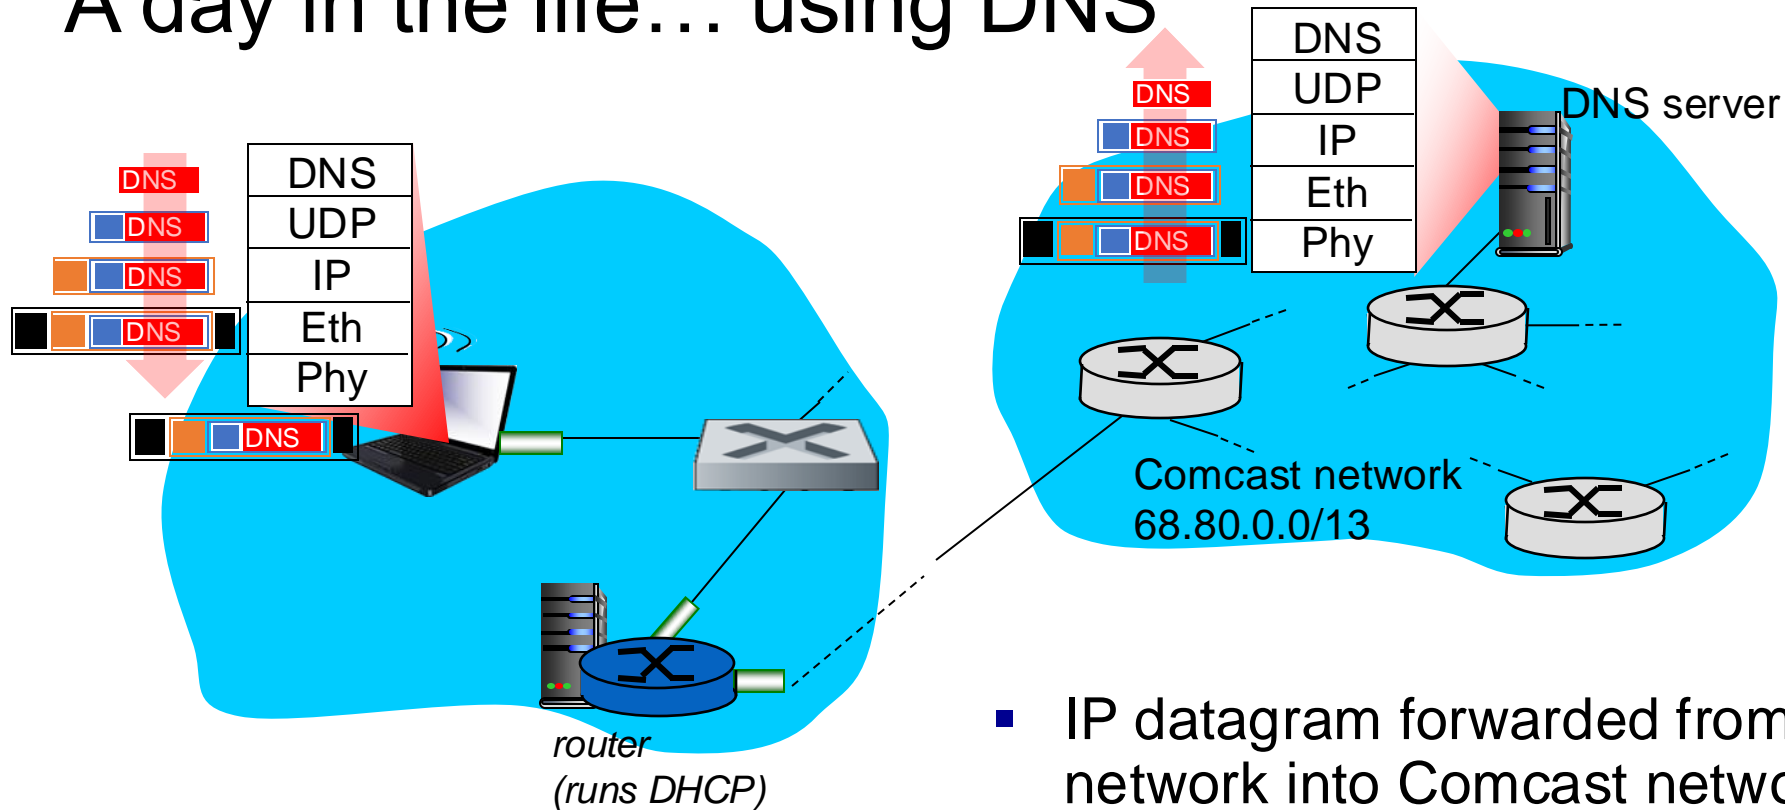 A day in the life… using DNS
DNS
UDP
IP
Eth
Phy
DNS
DNS
DNS
DNS
DNS
DNS
UDP
IP
Eth
Phy
DNS
DNS
DNS
DNS
DNS server
Comcast network
68.80.0.0/13
router
(runs DHCP)
IP datagram forwarded from
network into Comcast netwo